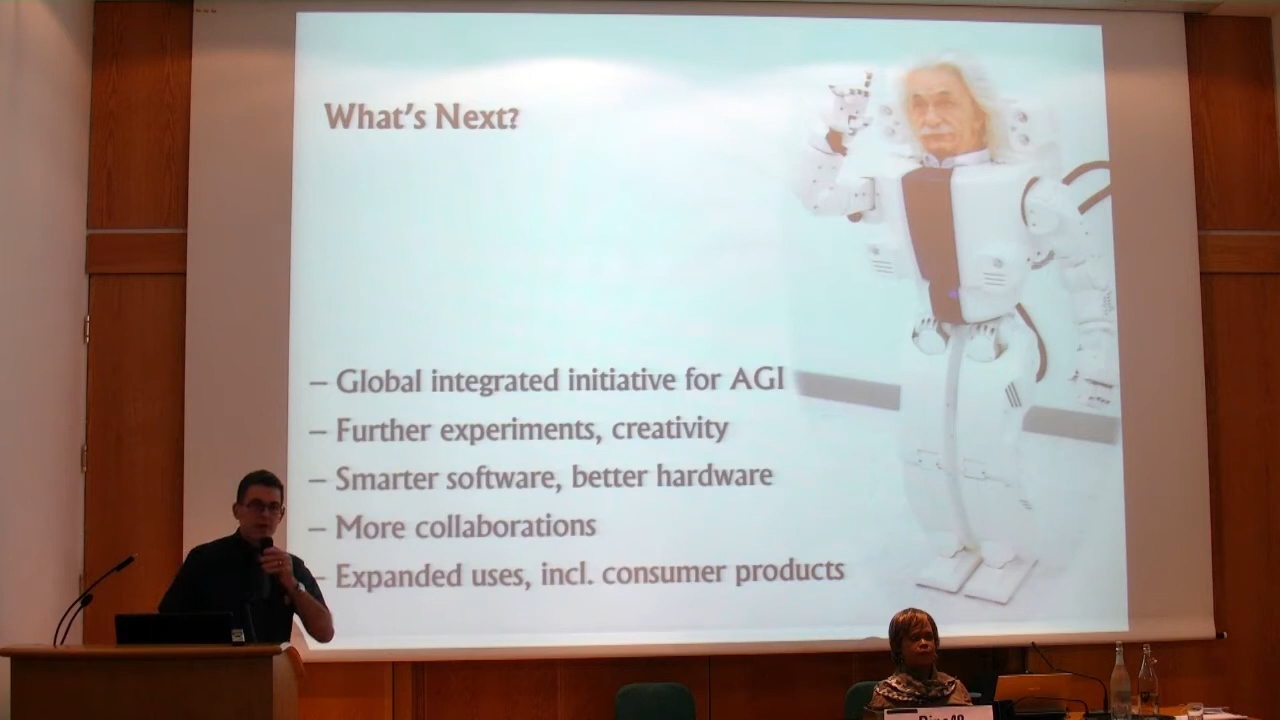 What's Next?
– Global integrated initiative for AGI
– Further experiments, creativity
– Smarter software, better hardware
– More collaborations
– Expanded uses, incl. consumer products